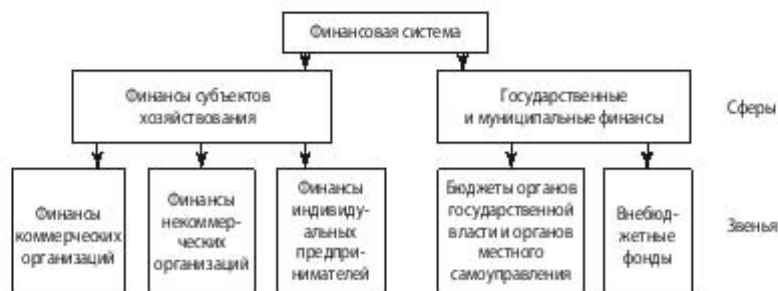 Финансовая система
Финансы субъектов
хозяйствования
Государственные
и муниципальные финансы
Сферы
Финансы
коммерческих
организаций
Финансы
некоммер-
ческих
организаций
Финансы
индивиду-
альных
предпри-
нимателей
Бюджеты органов
государственной
власти и органов
местного
самоуправления
Внебюд-
жетные
фонды
Звенья